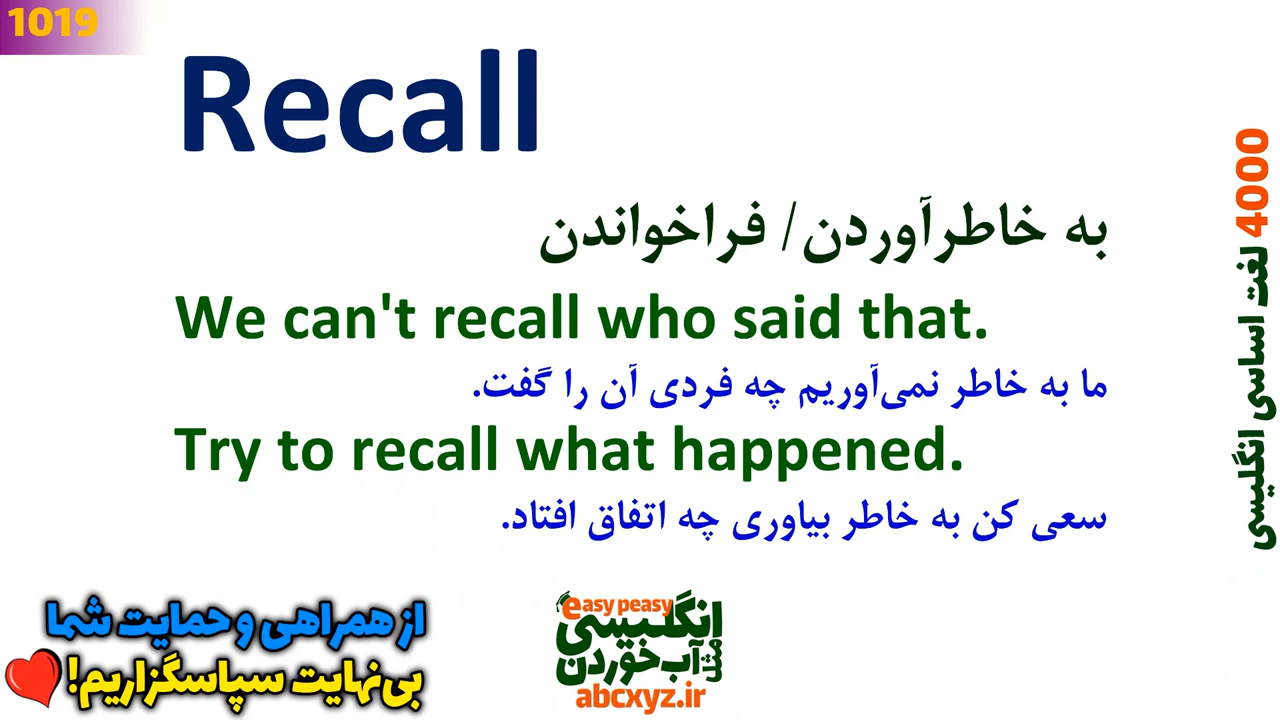 1019
Recall
به خاطرآوردن/ فراخواندن
We can't recall who said that.
ما به خاطر نمی‌آوریم چه فردی آن را گفت.
Try to recall what happened.
سعی کن به خاطر بیاوری چه اتفاق افتاد.
4000 لغت اساسی انگلیسی
از همراهی و حمایت شما
بی‌نهایت سپاسگزاریم!
easy peasy
انگلیسی
مثل آب خوردن
abcxyz.ir